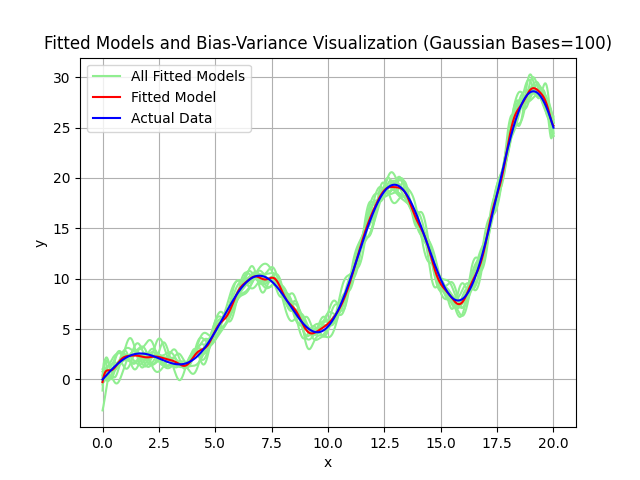 Fitted Models and Bias-Variance Visualization (Gaussian Bases=100)
All Fitted Models
Fitted Model
Actual Data
y
30
25
20
15
10
5
0
0.0 2.5 5.0 7.5 10.0 12.5 15.0 17.5 20.0
x